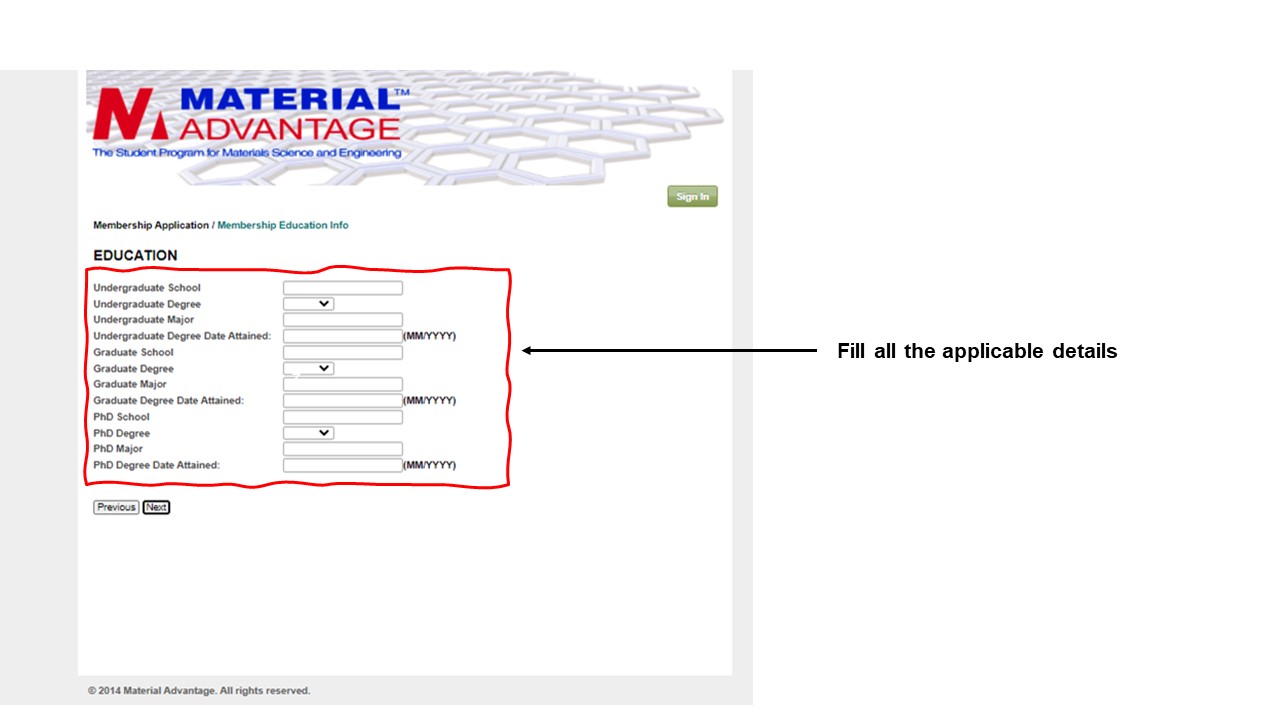 MATERIAL™
ADVANTAGE
The Student Program for Materials Science and Engineering
Sign In
Membership Application / Membership Education Info
EDUCATION
Undergraduate School
Undergraduate Degree
Undergraduate Major
Undergraduate Degree Date Attained: (MM/YYYY)
Graduate School
Graduate Degree
Graduate Major
Graduate Degree Date Attained: (MM/YYYY)
PhD School
PhD Degree
PhD Major
PhD Degree Date Attained: (MM/YYYY)
Fill all the applicable details
Previous Next
© 2014 Material Advantage. All rights reserved.